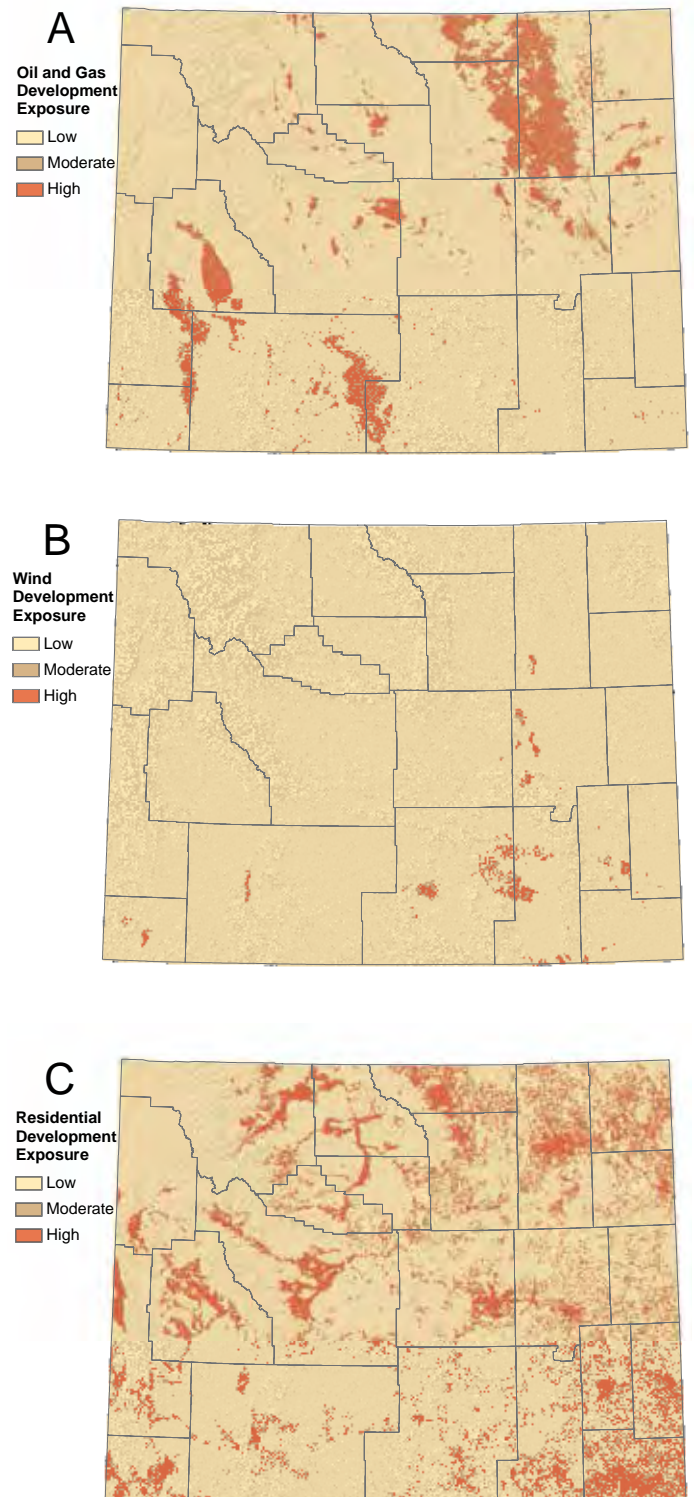 A
Oil and Gas
Development
Exposure
Low
Moderate
High
B
Wind
Development
Exposure
Low
Moderate
High
C
Residential
Development
Exposure
Low
Moderate
High